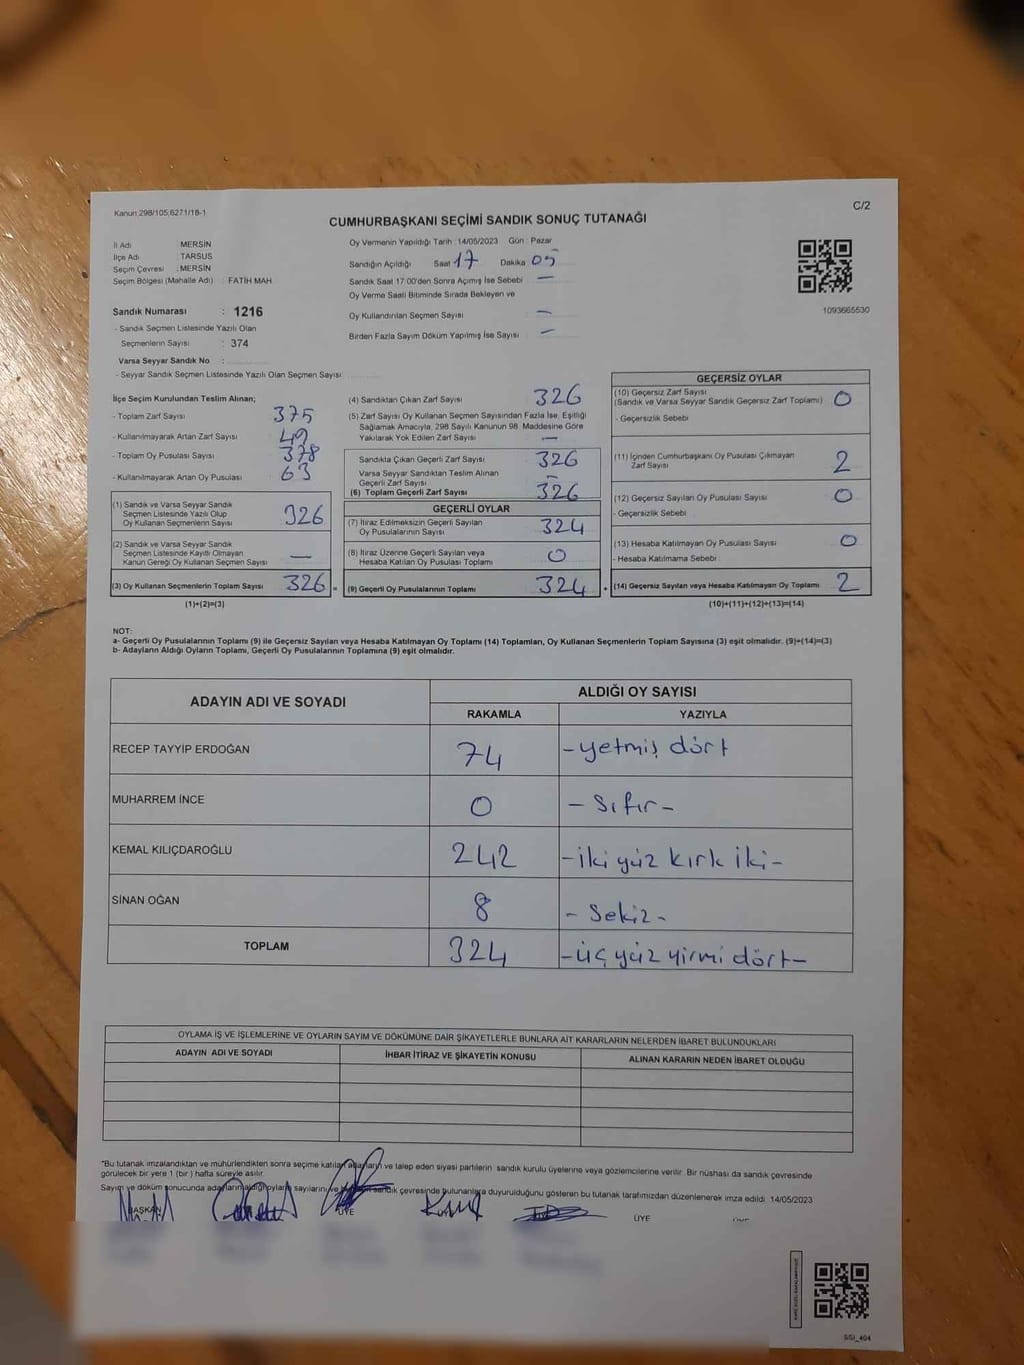 Kanun:298/105;6271/18-1
C/2
CUMHURBAŞKANI SEÇİMİ SANDIK SONUÇ TUTANAĞI
İl Adı MERSİN
İlçe Adı TARSUS
Seçim Çevresi : MERSİN
Seçim Bölgesi (Mahalle Adı) : FATİH MAH
Sandık Numarası : 1216
- Sandık Seçmen Listesinde Yazılı Olan
Seçmenlerin Sayısı : 374
Varsa Seyyar Sandık No :
- Seyyar Sandık Seçmen Listesinde Yazılı Olan Seçmen Sayısı
Oy Vermenin Yapıldığı Tarih : 14/05/2023 Gün : Pazar
Sandığın Açıldığı Saat 17 Dakika 05
Sandık Saat 17:00'den Sonra Açımış İse Sebebi —
Oy Verme Saati Bitiminde Sırada Bekleyen ve
Oy Kullandırılan Seçmen Sayısı —
Birden Fazla Sayım Döküm Yapılmış İse Sayısı —
1093665530
İlçe Seçim Kurulundan Teslim Alınan;
- Toplam Zarf Sayısı 375
- Kullanılmayarak Artan Zarf Sayısı 49
- Toplam Oy Pusulası Sayısı 378
- Kullanılmayarak Artan Oy Pusulası 63
(1) Sandık ve Varsa Seyyar Sandık
Seçmen Listesinde Yazılı Olup
Oy Kullanan Seçmenlerin Sayısı 326
(2) Sandık ve Varsa Seyyar Sandık
Seçmen Listesinde Kayıtlı Olmayan
Kanun Gereği Oy Kullanan Seçmen Sayısı —
(3) Oy Kullanan Seçmenlerin Toplam Sayısı 326 =
(1)+(2)=(3)
(4) Sandıktan Çıkan Zarf Sayısı 326
(5) Zarf Sayısı Oy Kullanan Seçmen Sayısından Fazla İse, Eşitliği
Sağlamak Amacıyla, 298 Sayılı Kanunun 98. Maddesine Göre
Yakılarak Yok Edilen Zarf Sayısı —
Sandıkta Çıkan Geçerli Zarf Sayısı 326
Varsa Seyyar Sandıktan Teslim Alınan
Geçerli Zarf Sayısı —
(6) Toplam Geçerli Zarf Sayısı 326
GEÇERLİ OYLAR
(7) İtiraz Edilmeksizin Geçerli Sayılan
Oy Pusulalarının Sayısı 324
(8) İtiraz Üzerine Geçerli Sayılan veya
Hesaba Katılan Oy Pusulası Toplamı 0
(9) Geçerli Oy Pusulalarının Toplamı 324 +
GEÇERSİZ OYLAR
(10) Geçersiz Zarf Sayısı
(Sandık ve Varsa Seyyar Sandık Geçersiz Zarf Toplamı) 0
- Geçersizlik Sebebi
(11) İçinden Cumhurbaşkanı Oy Pusulası Çıkmayan
Zarf Sayısı 2
(12) Geçersiz Sayılan Oy Pusulası Sayısı 0
- Geçersizlik Sebebi
(13) Hesaba Katılmayan Oy Pusulası Sayısı 0
- Hesaba Katılmama Sebebi
(14) Geçersiz Sayılan veya Hesaba Katılmayan Oy Toplamı 2
(10)+(11)+(12)+(13)=(14)
NOT:
a- Geçerli Oy Pusulalarının Toplamı (9) ile Geçersiz Sayılan veya Hesaba Katılmayan Oy Toplamı (14) Toplamları, Oy Kullanan Seçmenlerin Toplam Sayısına (3) eşit olmalıdır. (9)+(14)=(3)
b- Adayların Aldığı Oyların Toplamı, Geçerli Oy Pusulalarının Toplamına (9) eşit olmalıdır.
ADAYIN ADI VE SOYADI
ALDIĞI OY SAYISI
RAKAMLA YAZIYLA
RECEP TAYYİP ERDOĞAN 74 -yetmiş dört
MUHARREM İNCE 0 -sıfır-
KEMAL KILIÇDAROĞLU 242 -iki yüz kırk iki-
SİNAN OĞAN 8 -sekiz-
TOPLAM 324 -üç yüz yirmi dört-
OYLAMA İŞ VE İŞLEMLERİNE VE OYLARIN SAYIM VE DÖKÜMÜNE DAİR ŞİKAYETLERLE BUNLARA AİT KARARLARIN NELERDEN İBARET BULUNDUKLARI
ADAYIN ADI VE SOYADI İHBAR İTİRAZ VE ŞİKAYETİN KONUSU ALINAN KARARIN NEDEN İBARET OLDUĞU
*Bu tutanak imzalandıktan ve mühürlendikten sonra seçime katılan adayların ve talep eden siyasi partilerin sandık kurulu üyelerine veya gözlemcilerine verilir. Bir nüshası da sandık çevresinde
görülecek bir yere 1 (bir) hafta süreyle asılır.
Sayım ve döküm sonucunda adayların aldığı oyların sayılarını ve sandık çevresinde bulunanlara duyurulduğunu gösteren bu tutanak tarafımızdan düzenlenerek imza edildi. 14/05/2023
BAŞKAN ÜYE ÜYE
SSİ_404